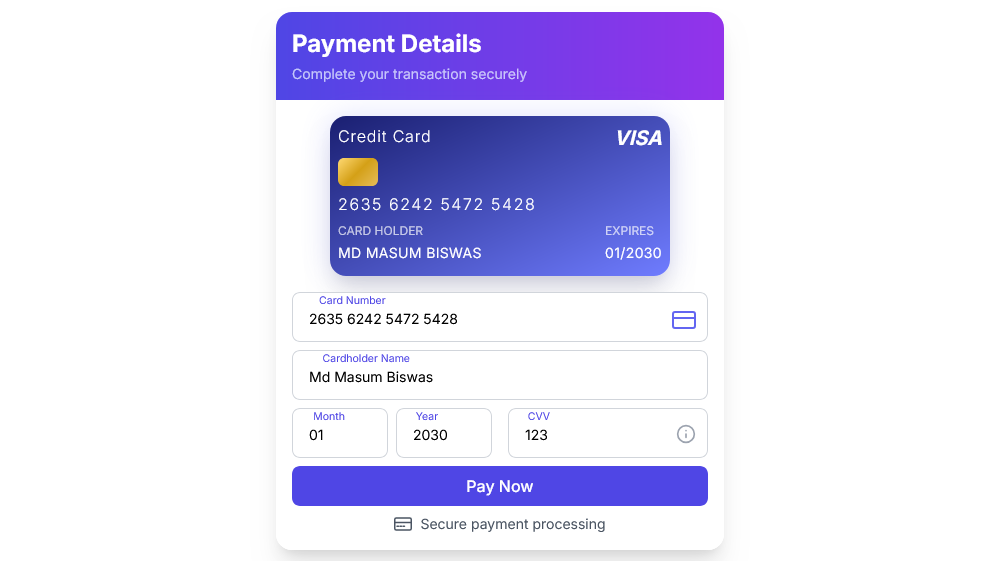 Payment Details
Complete your transaction securely
Credit Card
VISA
2635 6242 5472 5428
CARD HOLDER
EXPIRES
MD MASUM BISWAS
01/2030
Card Number
2635 6242 5472 5428
Cardholder Name
Md Masum Biswas
Month
Year
CVV
01
2030
123
Pay Now
Secure payment processing